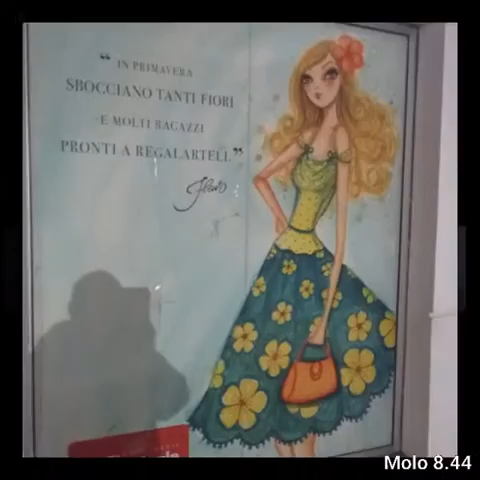 “ IN PRIMAVERA
SBOCCIANO TANTI FIORI
E MOLTI RAGAZZI
PRONTI A REGALARTELI.”
Molo 8.44